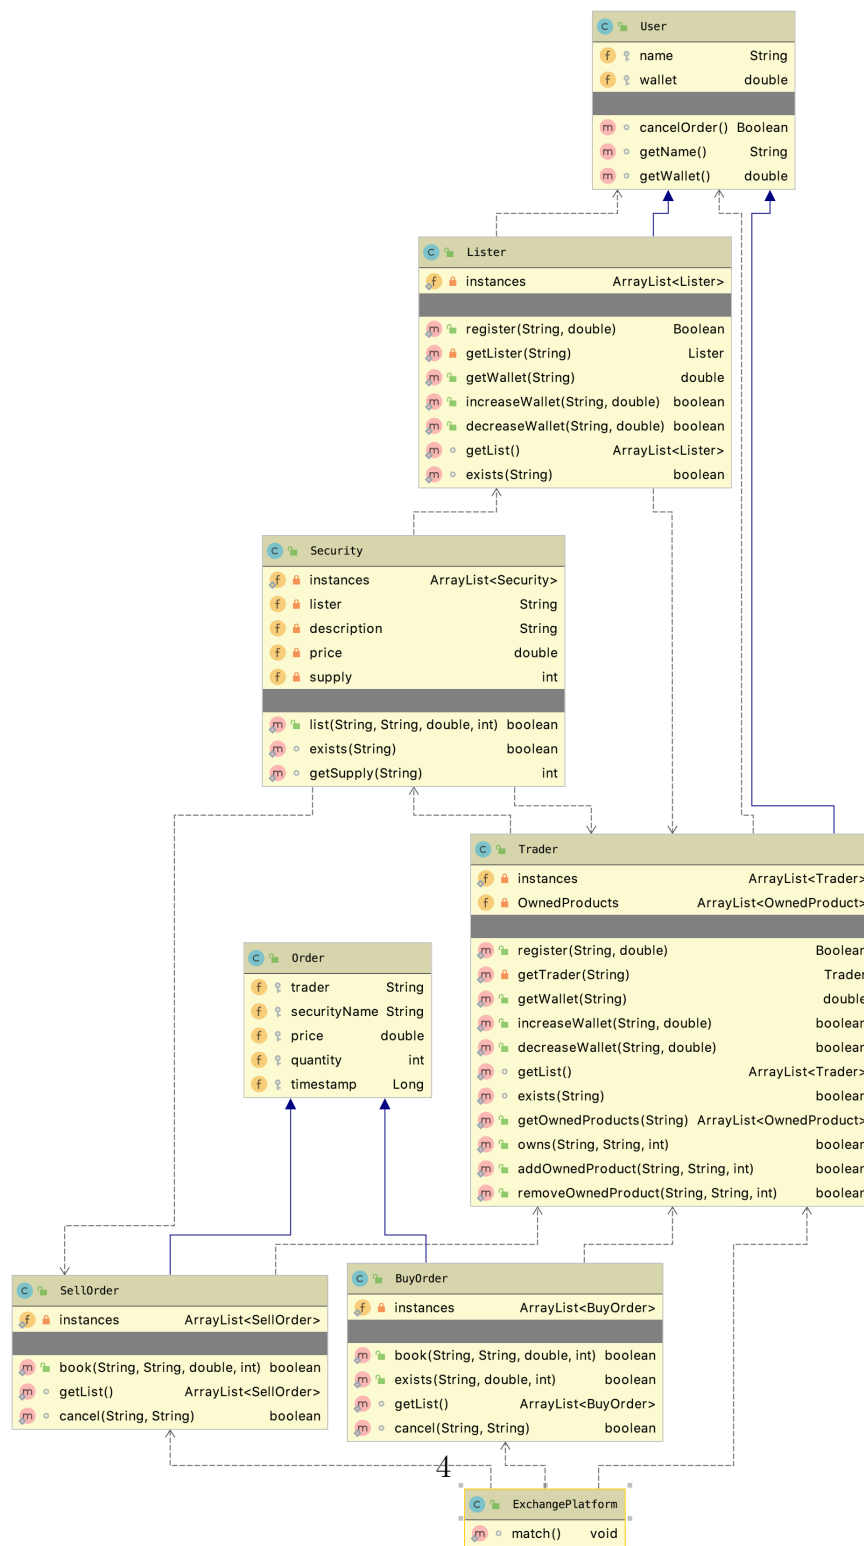 C User
f name String
f wallet double
m cancelOrder() Boolean
m getName() String
m getWallet() double
C Lister
f instances ArrayList<Lister>
m register(String, double) Boolean
m getLister(String) Lister
m getWallet(String) double
m increaseWallet(String, double) boolean
m decreaseWallet(String, double) boolean
m getList() ArrayList<Lister>
m exists(String) boolean
C Security
f instances ArrayList<Security>
f lister String
f description String
f price double
f supply int
m list(String, String, double, int) boolean
m exists(String) boolean
m getSupply(String) int
C Trader
f instances ArrayList<Trader>
f OwnedProducts ArrayList<OwnedProduct>
m register(String, double) Boolean
m getTrader(String) Trader
m getWallet(String) double
m increaseWallet(String, double) boolean
m decreaseWallet(String, double) boolean
m getList() ArrayList<Trader>
m exists(String) boolean
m getOwnedProducts(String) ArrayList<OwnedProduct>
m owns(String, String, int) boolean
m addOwnedProduct(String, String, int) boolean
m removeOwnedProduct(String, String, int) boolean
C Order
f trader String
f securityName String
f price double
f quantity int
f timestamp Long
C SellOrder
f instances ArrayList<SellOrder>
m book(String, String, double, int) boolean
m getList() ArrayList<SellOrder>
m cancel(String, String) boolean
C BuyOrder
f instances ArrayList<BuyOrder>
m book(String, String, double, int) boolean
m exists(String, double, int) boolean
m getList() ArrayList<BuyOrder>
m cancel(String, String) boolean
4
C ExchangePlatform
m match() void